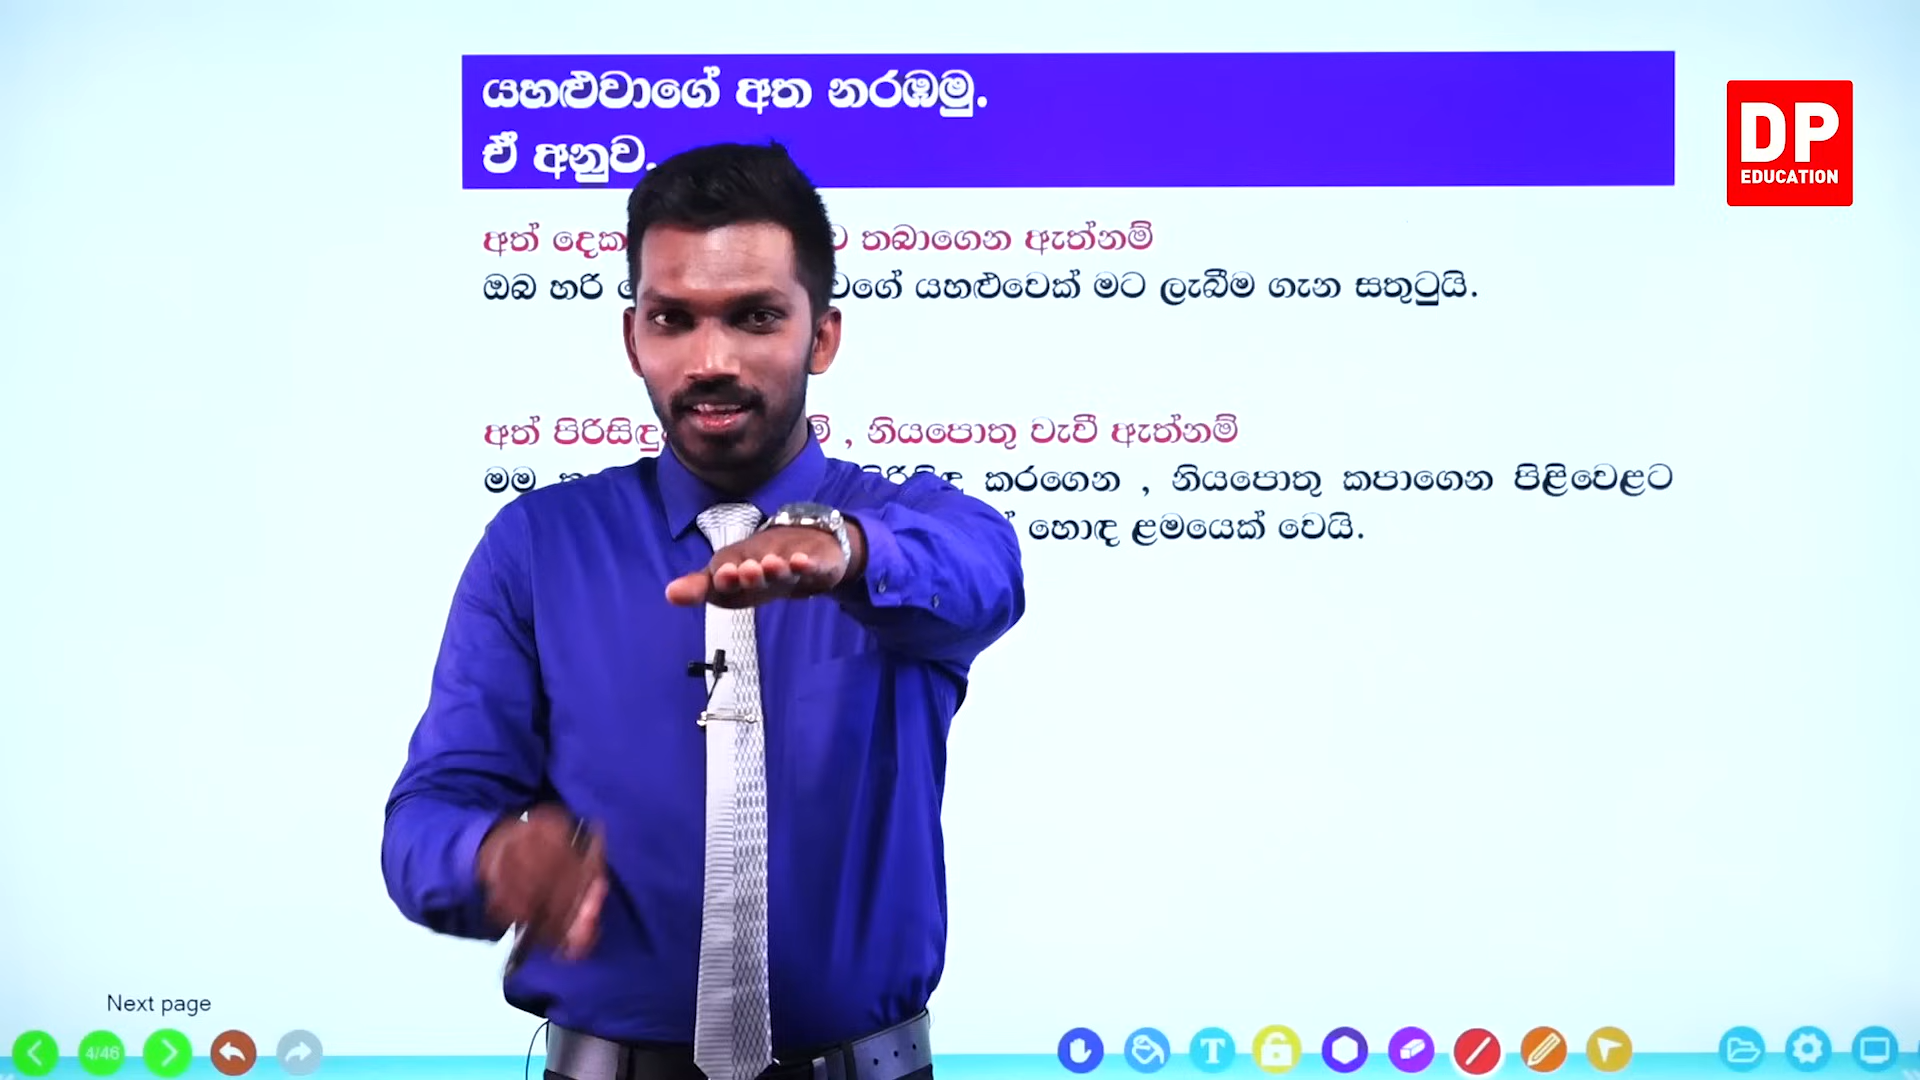 යහළුවාගේ අත නරඹමු.
ඒ අනුව.
DP
EDUCATION
අත් දෙක තබාගෙන ඇත්නම්
ඔබ හරි යහළුවෙක් මට ලැබීම ගැන සතුටුයි.
අත් පිරිසිදු , නියපොතු වැවී ඇත්නම්
මම කරගෙන , නියපොතු කපාගෙන පිළිවෙළට
හොඳ ළමයෙක් වෙයි.
Next page
4/46
T